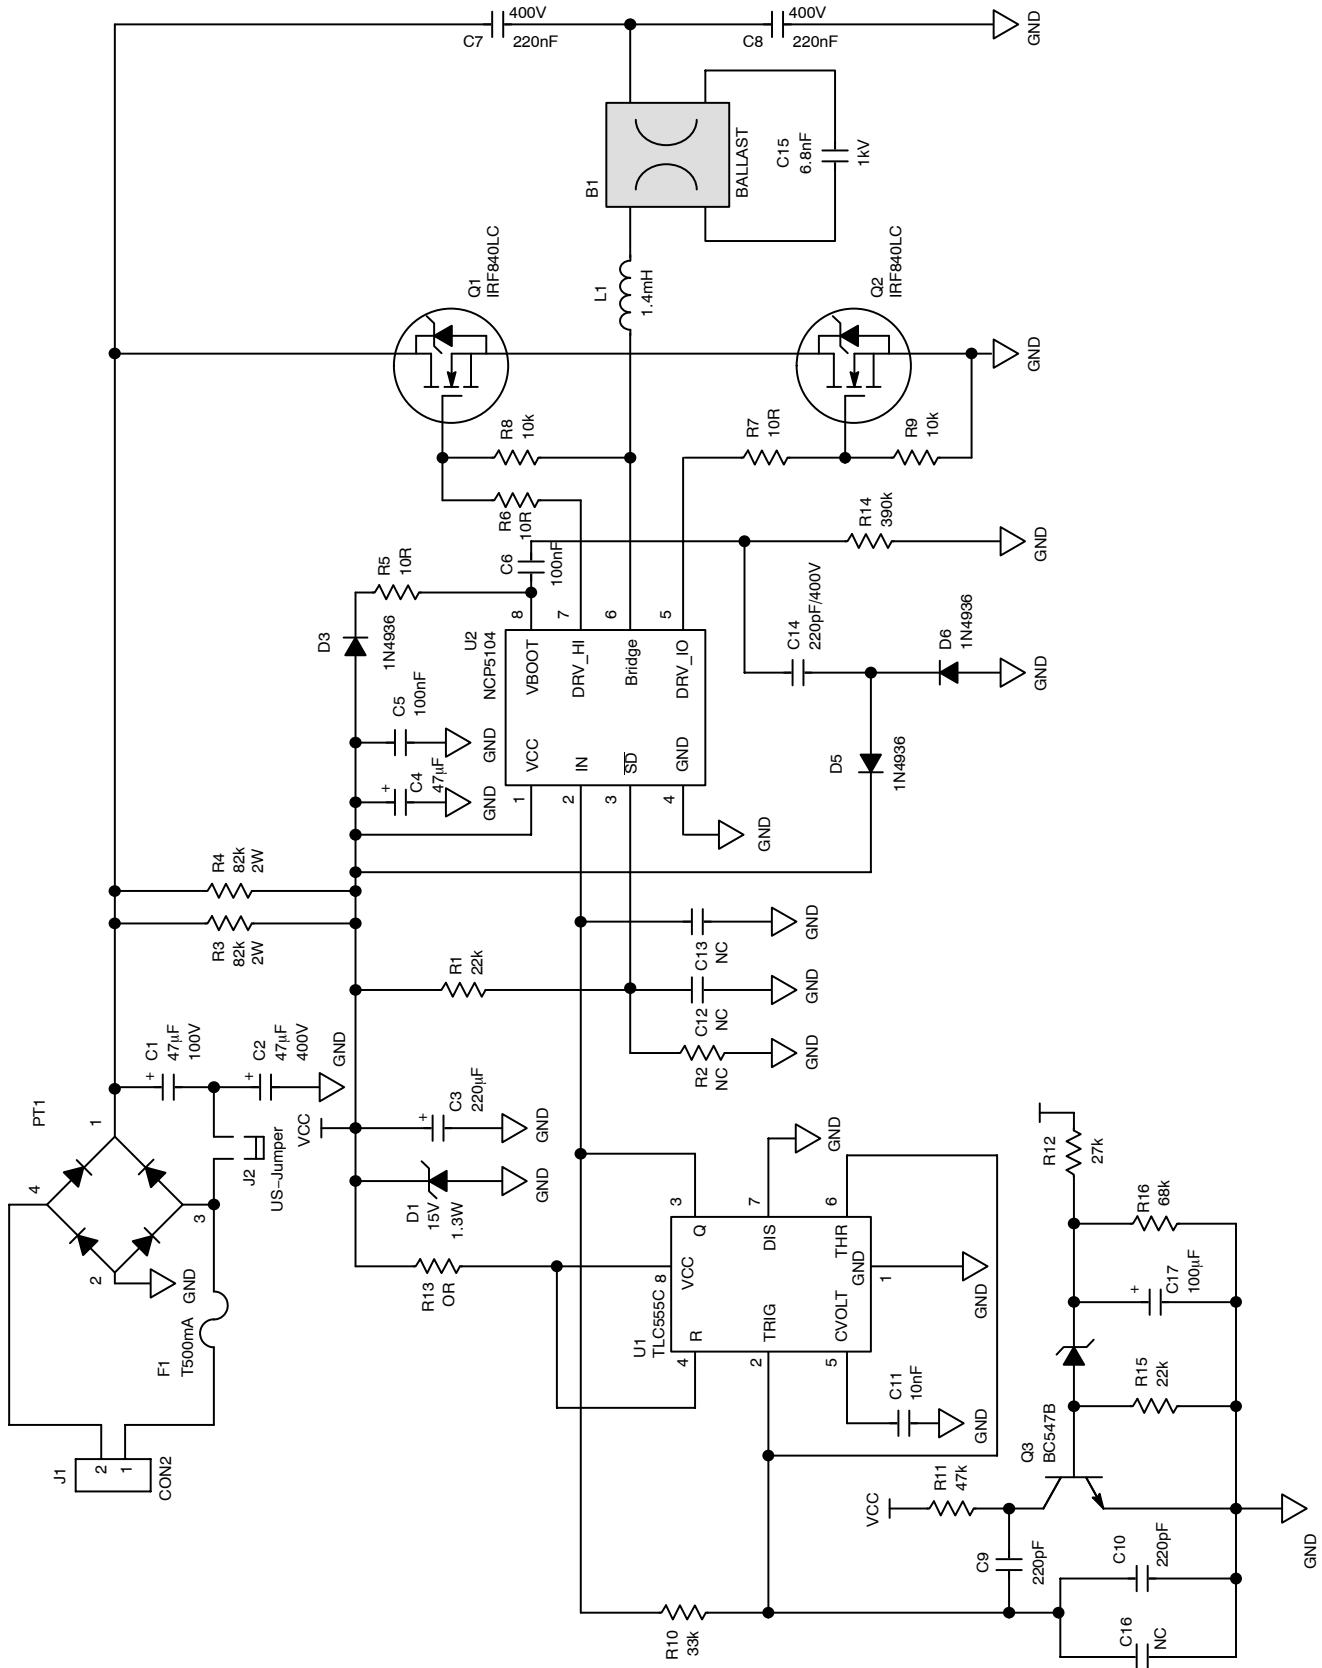 400V
C7
220nF
400V
C8
220nF
GND
B1
BALLAST
C15
6.8nF
1kV
Q1
IRF840LC
L1
1.4mH
Q2
IRF840LC
GND
R8
10k
R7
10R
R9
10k
R6
10R
R5
10R
C6
100nF
R14
390k
GND
D3
1N4936
U2
NCP5104
8
7
6
5
VBOOT
DRV_HI
Bridge
DRV_IO
VCC
IN
SD
GND
1
2
3
4
C14
220pF/400V
D6
1N4936
GND
D5
1N4936
C5
100nF
GND
+
C4
47µF
GND
GND
R4
82k
2W
R3
82k
2W
R1
22k
C13
NC
GND
C12
NC
GND
R2
NC
GND
+
C1
47µF
100V
+
C2
47µF
400V
GND
PT1
1
4
3
2
GND
J2
US-Jumper
VCC
+
C3
220µF
GND
D1
15V
1.3W
GND
F1
T500mA
R13
OR
J1
2
1
CON2
U1
TLC555C
3
7
6
Q
DIS
THR
VCC
8
GND
1
R
TRIG
CVOLT
4
2
5
GND
GND
C11
10nF
GND
R12
27k
R16
68k
+
C17
100µF
R15
22k
Q3
BC547B
VCC
R11
47k
C9
220pF
C10
220pF
C16
NC
R10
33k
GND